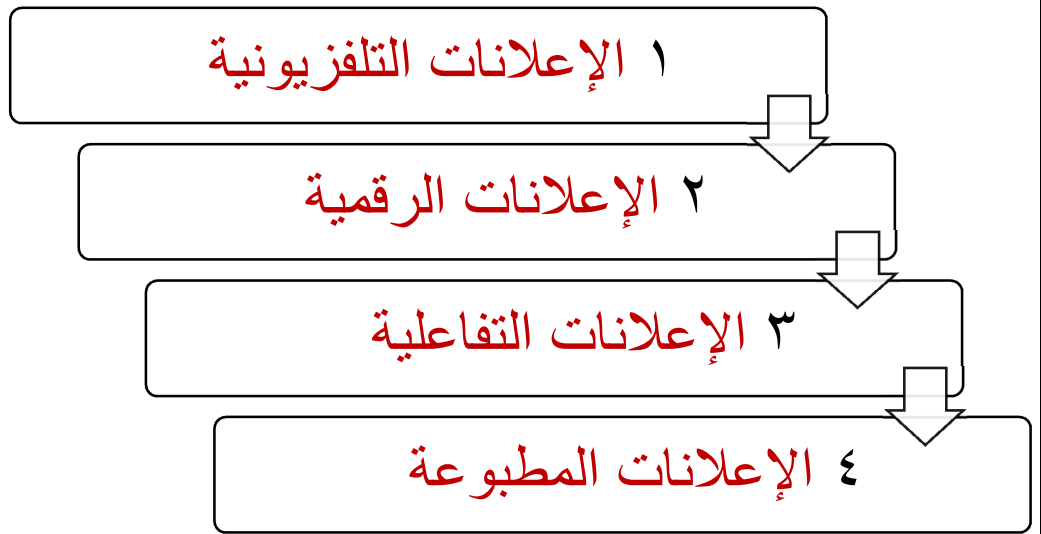 ١ الإعلانات التلفزيونية
٢ الإعلانات الرقمية
٣ الإعلانات التفاعلية
٤ الإعلانات المطبوعة